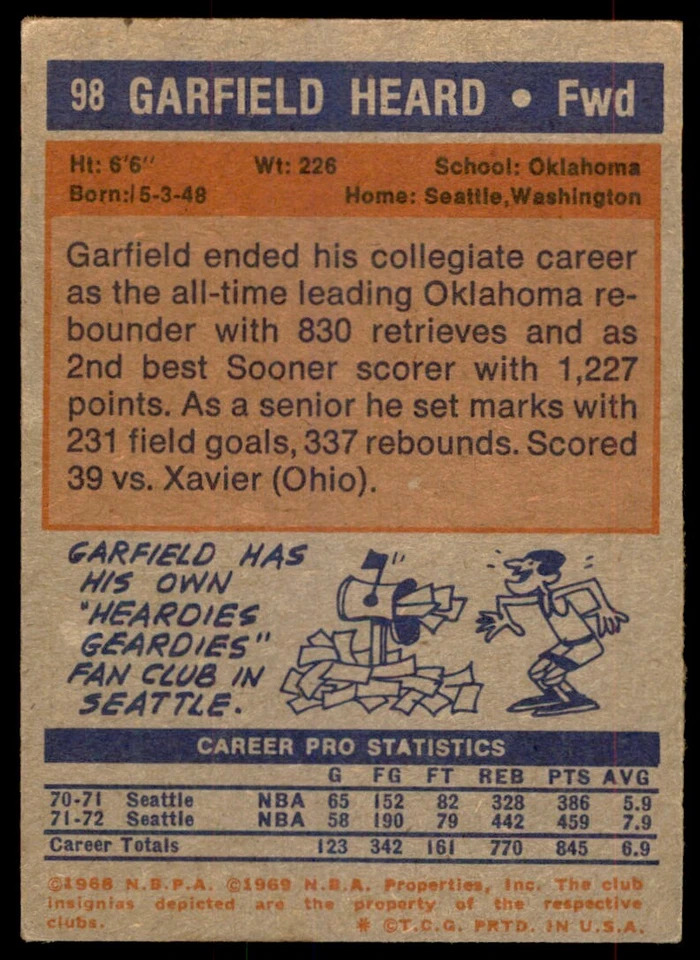 98 GARFIELD HEARD • Fwd
Ht: 6'6" Wt: 226 School: Oklahoma
Born: 5-3-48 Home: Seattle, Washington
Garfield ended his collegiate career
as the all-time leading Oklahoma re-
bounder with 830 retrieves and as
2nd best Sooner scorer with 1,227
points. As a senior he set marks with
231 field goals, 337 rebounds. Scored
39 vs. Xavier (Ohio).
GARFIELD HAS
HIS OWN
"HEARDIES
GEARDIES"
FAN CLUB IN
SEATTLE.
CAREER PRO STATISTICS
G FG FT REB PTS AVG
70-71 Seattle NBA 65 152 82 328 386 5.9
71-72 Seattle NBA 58 190 79 442 459 7.9
Career Totals 123 342 161 770 845 6.9
©1968 N.B.P.A. ©1969 N.B.A. Properties, Inc. The club
insignias depicted are the property of the respective
clubs. * ©T.C.G. PRTD. IN U.S.A.